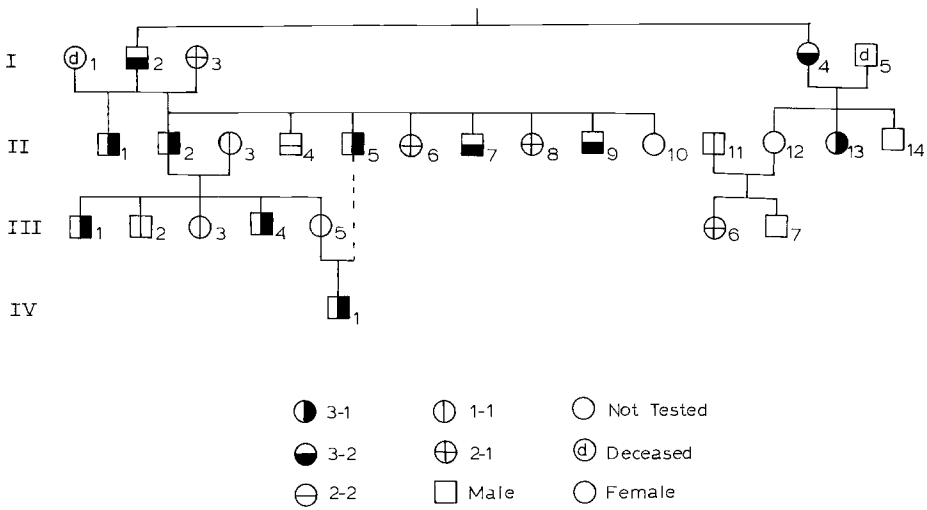 I d 1 2 3 4 d 5
II 1 2 3 4 5 6 7 8 9 10 11 12 13 14
III 1 2 3 4 5 6 7
IV 1
3-1 1-1 Not Tested
3-2 2-1 d Deceased
2-2 Male Female